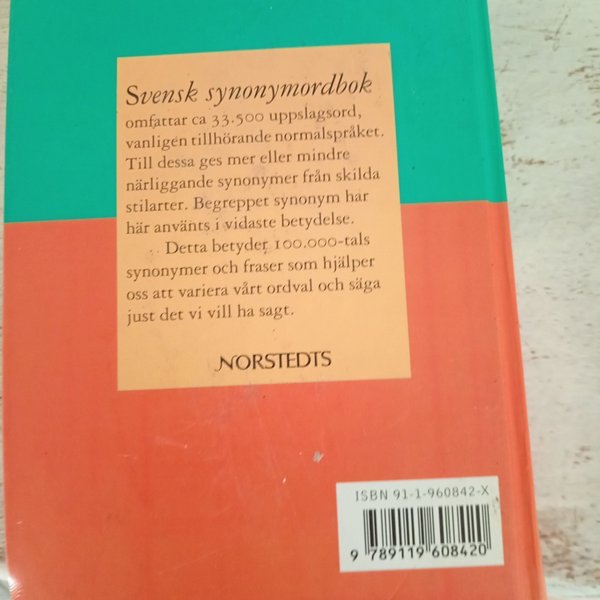 Svensk synonymordbok
omfattar ca 33.500 uppslagsord,
vanligen tillhörande normalspråket.
Till dessa ges mer eller mindre
närliggande synonymer från skilda
stilarter. Begreppet synonym har
här använts i vidaste betydelse.
Detta betyder 100.000-tals
synonymer och fraser som hjälper
oss att variera vårt ordval och säga
just det vi vill ha sagt.
NORSTEDTS
ISBN 91-1-960842-X
9 789119 608420